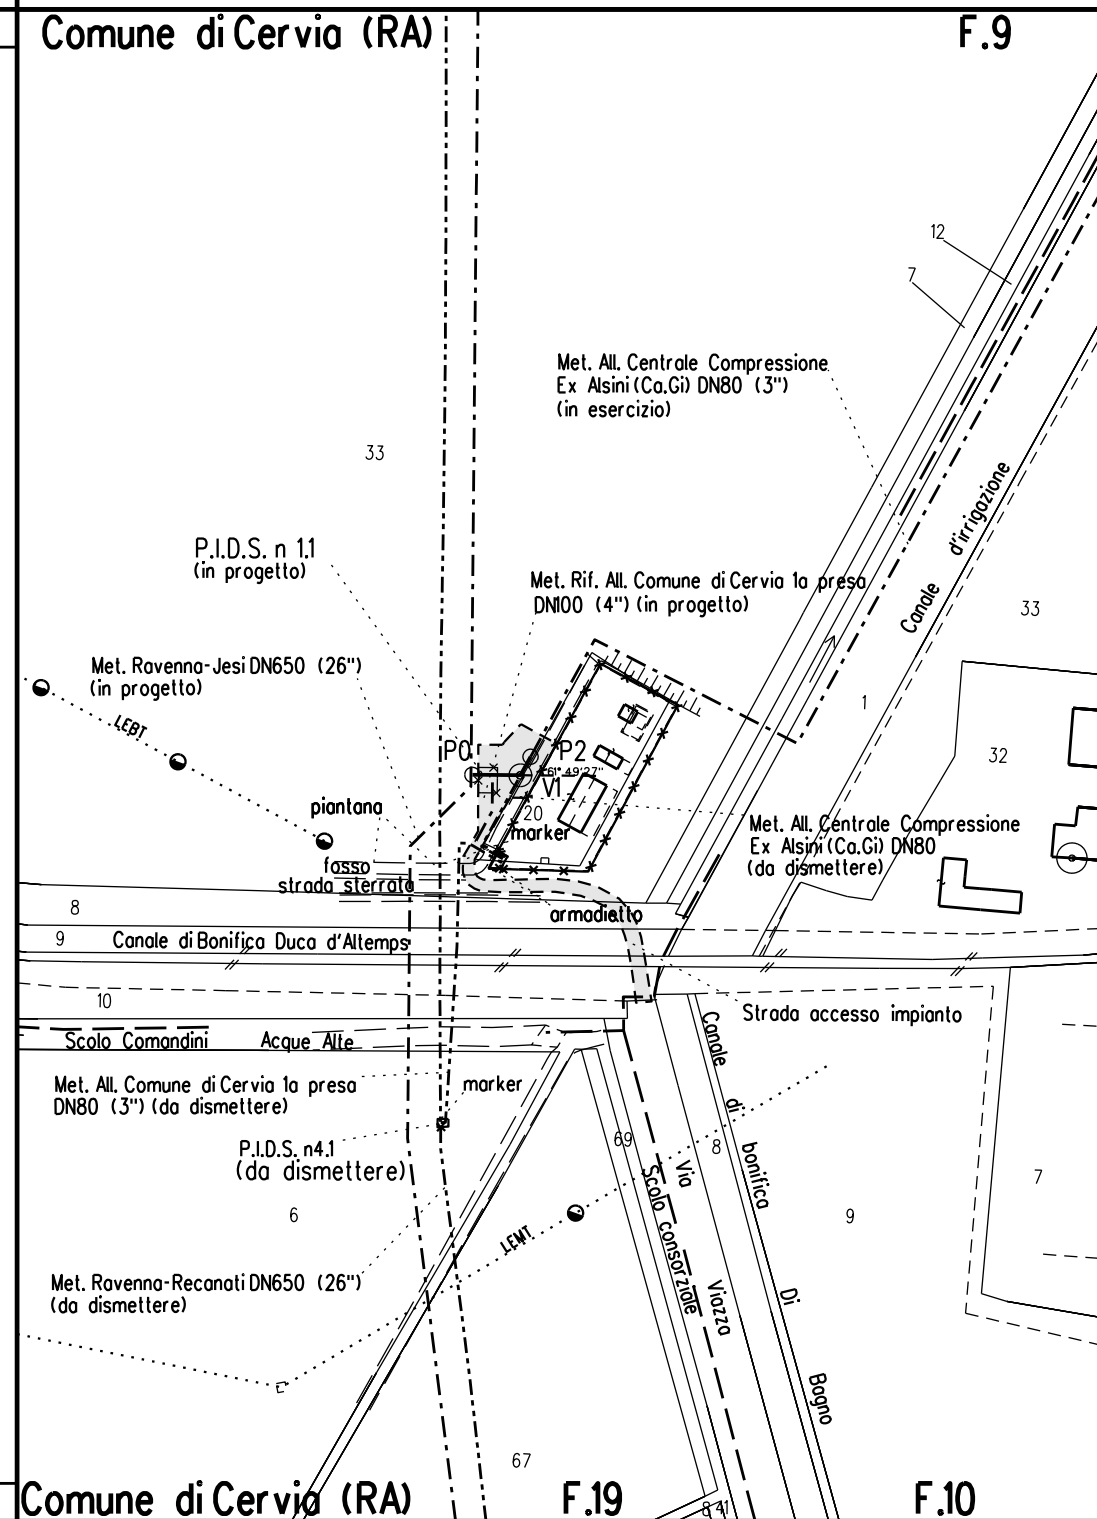 Comune di Cervia (RA)
F.9
12
7
Met. All. Centrale Compressione
Ex Alsini (Ca.Gi) DN80 (3")
(in esercizio)
33
Canale d'irrigazione
P.I.D.S. n 1.1
(in progetto)
Met. Rif. All. Comune di Cervia 1a presa
DN100 (4") (in progetto)
33
Met. Ravenna-Jesi DN650 (26")
(in progetto)
LEBT
1
32
P0
P2
61° 49'27"
V1
20
marker
piantana
Met. All. Centrale Compressione
Ex Alsini (Ca.Gi) DN80
(da dismettere)
fosso
strada sterrata
armadietto
8
9
Canale di Bonifica Duca d'Altemps
10
Strada accesso impianto
Scolo Comandini
Acque Alte
Met. All. Comune di Cervia 1a presa
DN80 (3") (da dismettere)
marker
P.I.D.S. n4.1
(da dismettere)
69
8
7
6
9
Canale di bonifica Di Bagno
Via Viazza
Scolo consorziale
LEMT
Met. Ravenna-Recanati DN650 (26")
(da dismettere)
67
8
41
Comune di Cervia (RA)
F.19
F.10